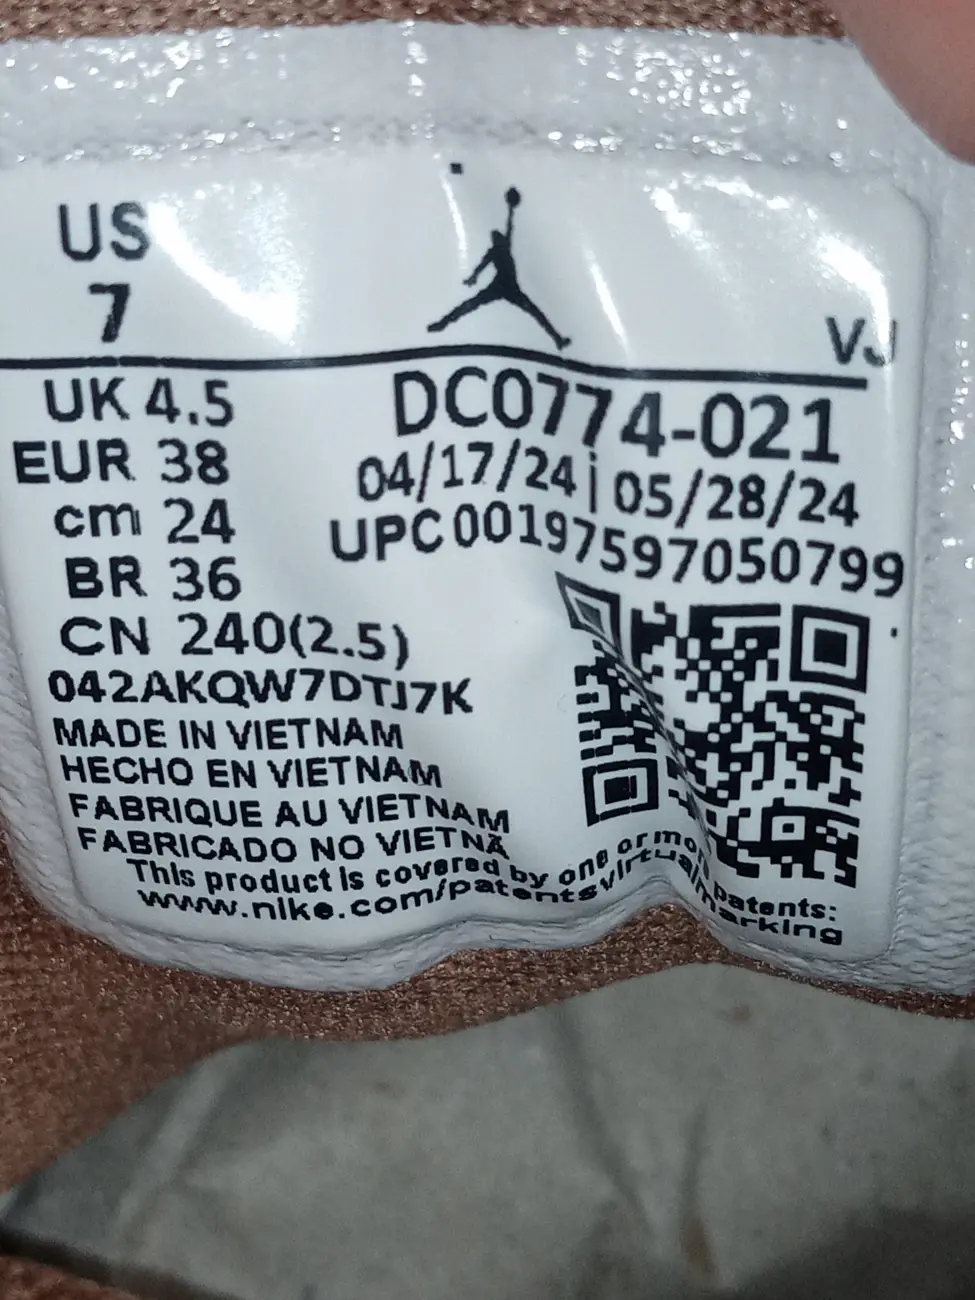 US
7
VJ
UK 4.5
EUR 38
cm 24
BR 36
CN 240(2.5)
DC0774-021
04/17/24 | 05/28/24
UPC 00197597050799
042AKQW7DTJ7K
MADE IN VIETNAM
HECHO EN VIETNAM
FABRIQUE AU VIETNAM
FABRICADO NO VIETNÃ
This product is covered by one or more patents:
www.nike.com/patentsvirtualmarking